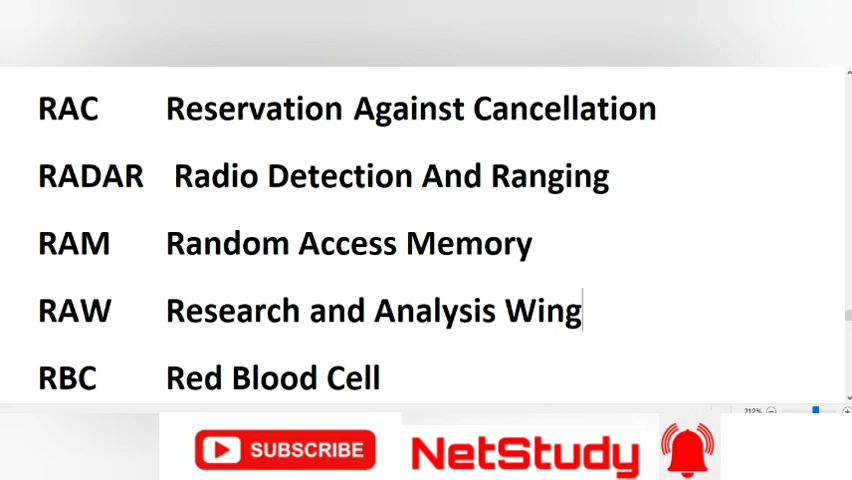 RAC Reservation Against Cancellation
RADAR Radio Detection And Ranging
RAM Random Access Memory
RAW Research and Analysis Wing
RBC Red Blood Cell
212%
SUBSCRIBE NetStudy